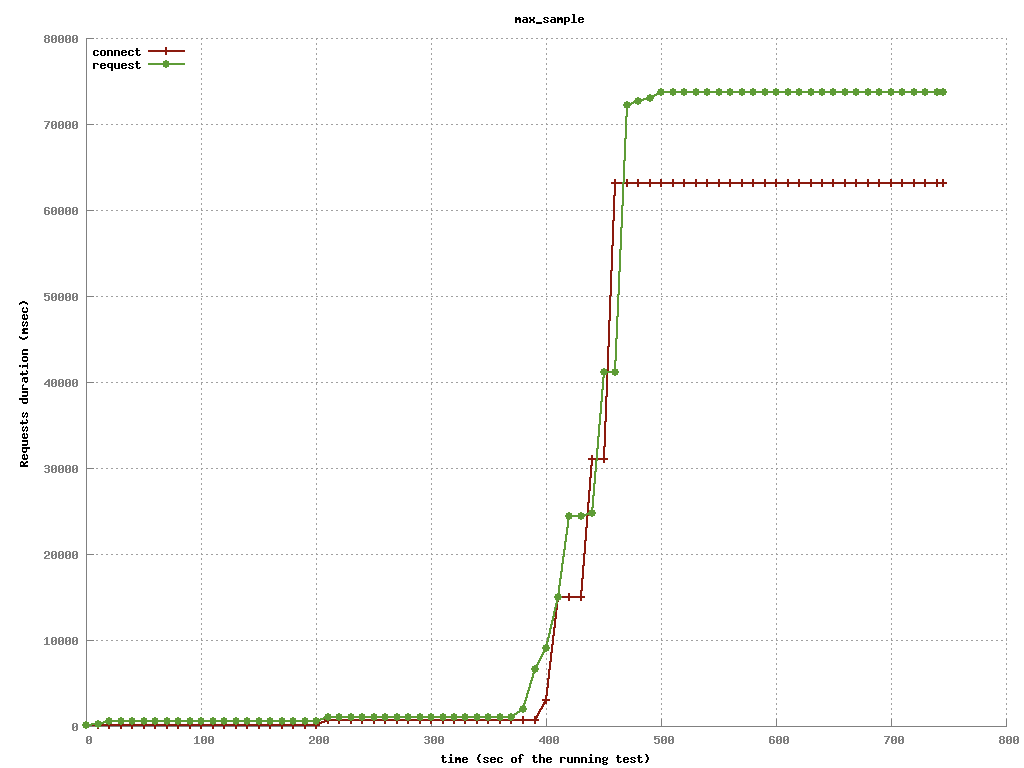 max_sample
connect
request
80000
70000
60000
50000
40000
30000
20000
10000
0
Requests duration (msec)
0 100 200 300 400 500 600 700 800
time (sec of the running test)